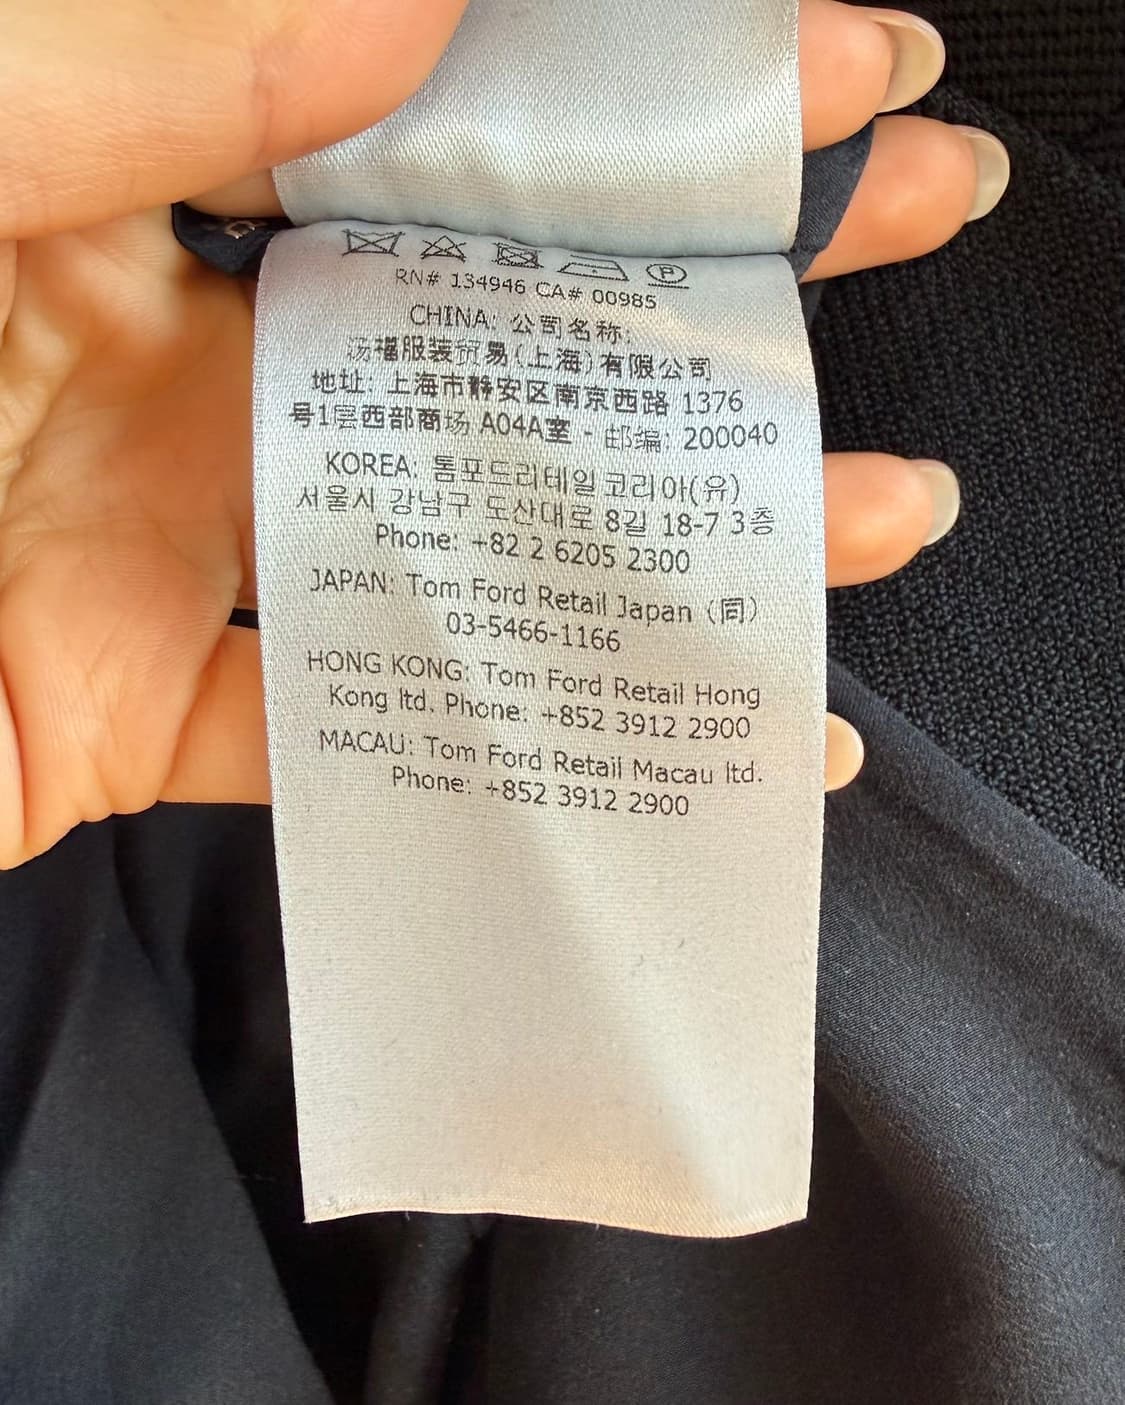 RN# 134946 CA# 00985
CHINA: 公司名称:
汤福服装贸易(上海)有限公司
地址: 上海市静安区南京西路 1376
号1层西部商场 A04A室 - 邮编: 200040
KOREA: 톰포드리테일코리아(유)
서울시 강남구 도산대로 8길 18-7 3층
Phone: +82 2 6205 2300
JAPAN: Tom Ford Retail Japan (同)
03-5466-1166
HONG KONG: Tom Ford Retail Hong
Kong ltd. Phone: +852 3912 2900
MACAU: Tom Ford Retail Macau ltd.
Phone: +852 3912 2900